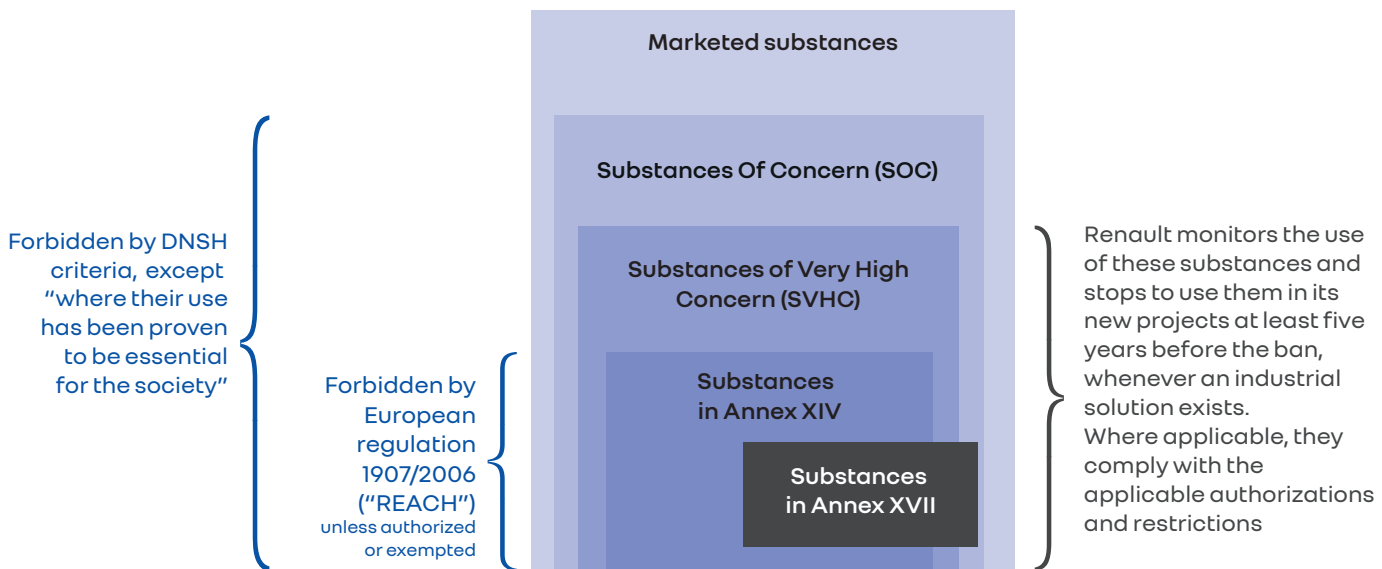 Marketed substances
Substances Of Concern (SOC)
Substances of Very High
Concern (SVHC)
Substances
in Annex XIV
Substances
in Annex XVII
Forbidden by DNSH
criteria, except
“where their use
has been proven
to be essential
for the society”
Forbidden by
European
regulation
1907/2006
(“REACH”)
unless authorized
or exempted
Renault monitors the use
of these substances and
stops to use them in its
new projects at least five
years before the ban,
whenever an industrial
solution exists.
Where applicable, they
comply with the
applicable authorizations
and restrictions